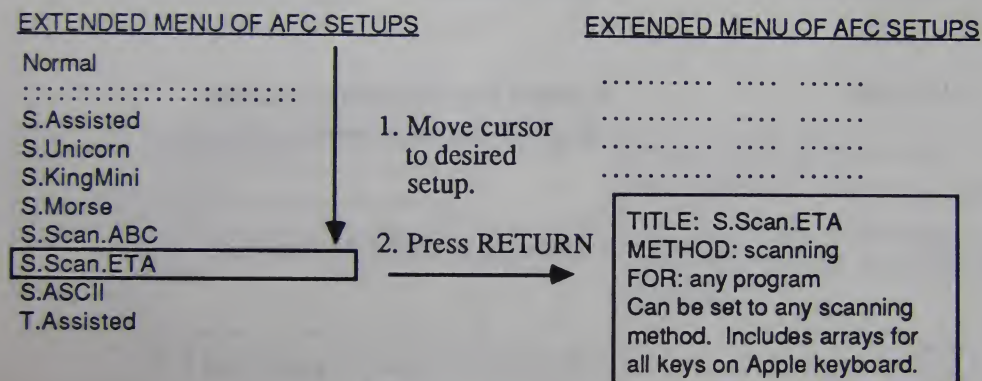 EXTENDED MENU OF AFC SETUPS
Normal
:::::::::::::::::::::::
S.Assisted
S.Unicorn
S.KingMini
S.Morse
S.Scan.ABC
S.Scan.ETA
S.ASCII
T.Assisted
1. Move cursor
to desired
setup.
2. Press RETURN
EXTENDED MENU OF AFC SETUPS
.......... .... ......
.......... .... ......
.......... .... ......
.......... .... ......
TITLE: S.Scan.ETA
METHOD: scanning
FOR: any program
Can be set to any scanning
method. Includes arrays for
all keys on Apple keyboard.